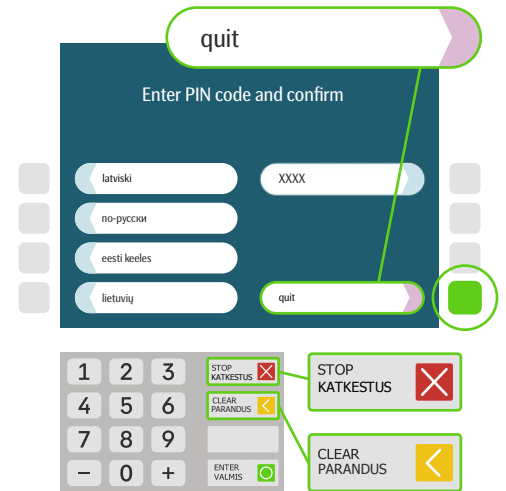 quit
Enter PIN code and confirm
latviski
XXXX
по-русски
eesti keeles
lietuvių
quit
1 2 3
STOP
KATKESTUS
STOP
KATKESTUS
4 5 6
CLEAR
PARANDUS
7 8 9
CLEAR
PARANDUS
– 0 +
ENTER
VALMIS